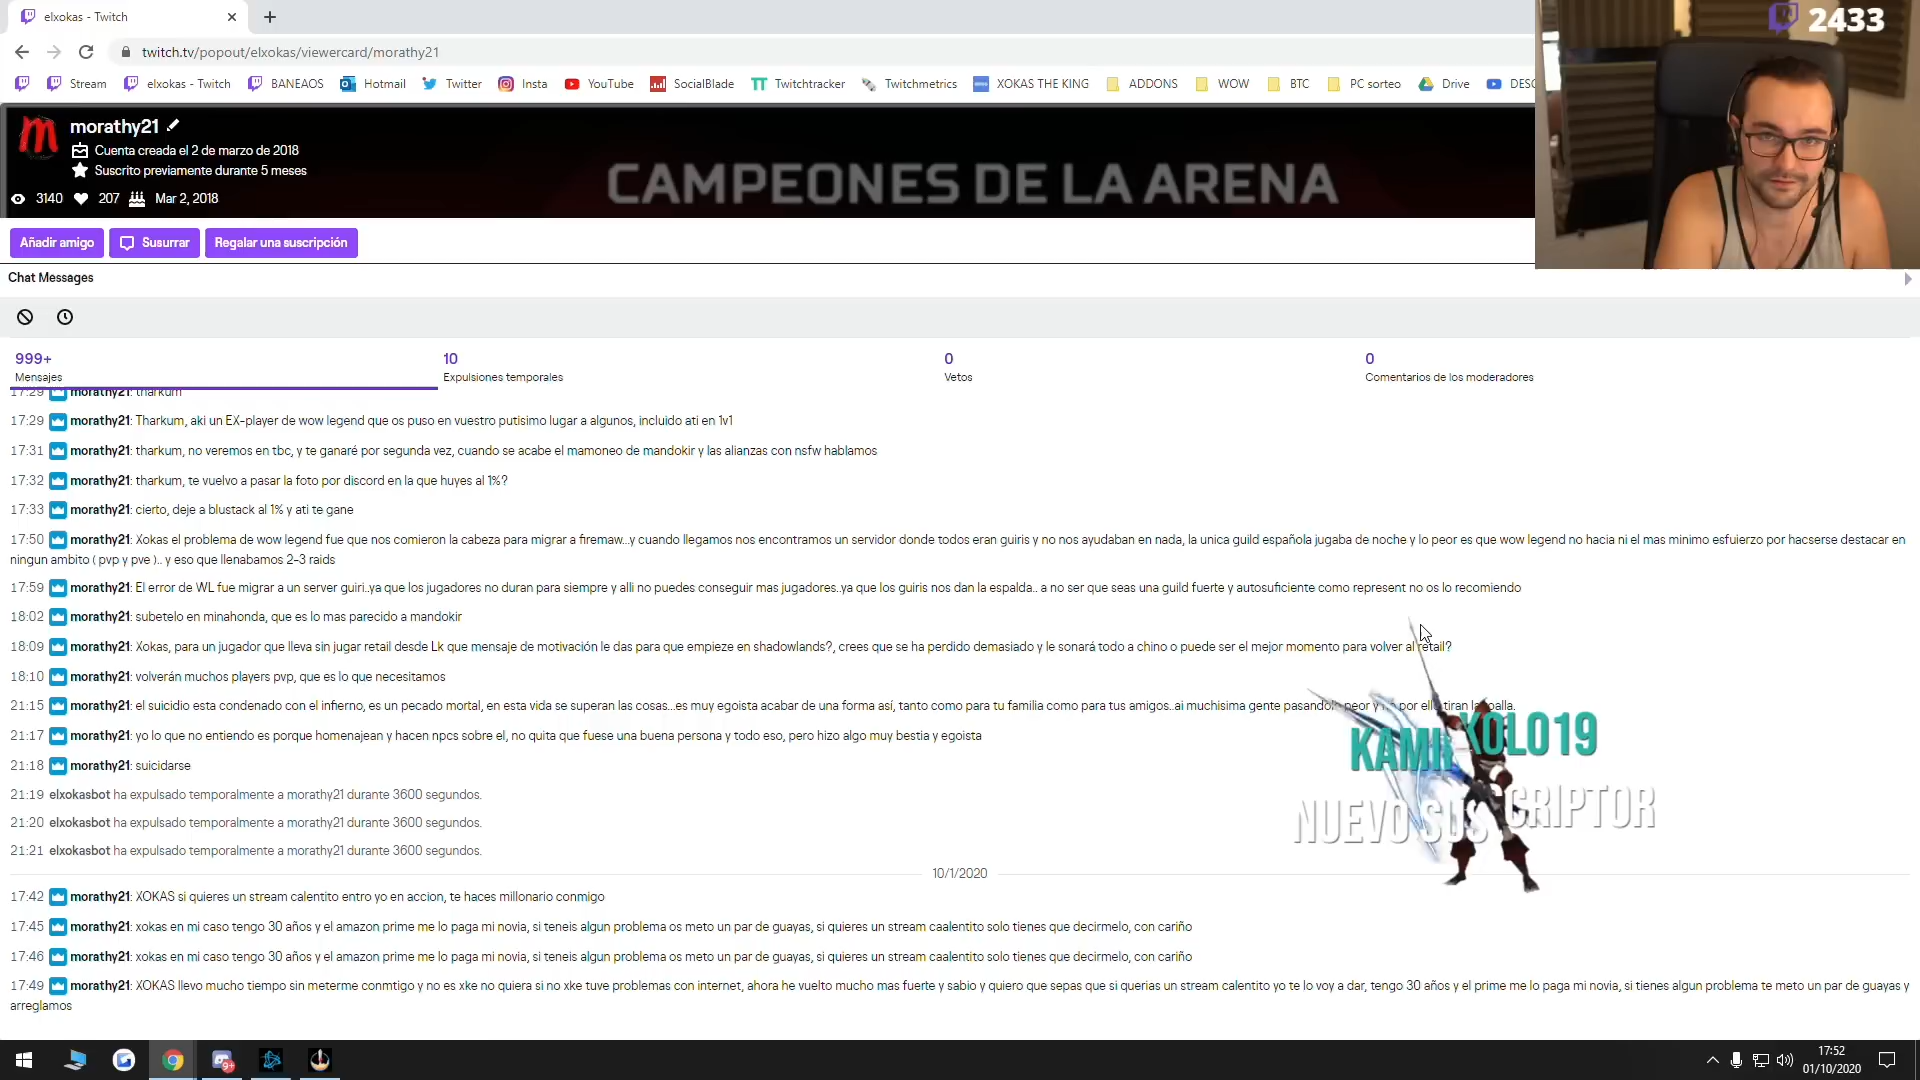 elxokas - Twitch
2433
twitch.tv/popout/elxokas/viewercard/morathy21
Stream elxokas - Twitch BANEAOS Hotmail Twitter Insta YouTube SocialBlade Twitchtracker Twitchmetrics XOKAS THE KING ADDONS WOW BTC PC sorteo Drive DESC
morathy21
Cuenta creada el 2 de marzo de 2018
Suscrito previamente durante 5 meses
CAMPEONES DE LA ARENA
3140 207 Mar 2, 2018
Añadir amigo Susurrar Regalar una suscripción
Chat Messages
999+ 10 0 0
Mensajes Expulsiones temporales Vetos Comentarios de los moderadores
17:29 morathy21: tharkum
17:29 morathy21: Tharkum, aki un EX-player de wow legend que os puso en vuestro putisimo lugar a algunos, incluido ati en 1v1
17:31 morathy21: tharkum, no veremos en tbc, y te ganaré por segunda vez, cuando se acabe el mamoneo de mandokir y las alianzas con nsfw hablamos
17:32 morathy21: tharkum, te vuelvo a pasar la foto por discord en la que huyes al 1%?
17:33 morathy21: cierto, deje a blustack al 1% y ati te gane
17:50 morathy21: Xokas el problema de wow legend fue que nos comieron la cabeza para migrar a firemaw...y cuando llegamos nos encontramos un servidor donde todos eran guiris y no nos ayudaban en nada, la unica guild española jugaba de noche y lo peor es que wow legend no hacia ni el mas minimo esfuierzo por hacserse destacar en
ningun ambito ( pvp y pve ).. y eso que llenabamos 2-3 raids
17:59 morathy21: El error de WL fue migrar a un server guiri..ya que los jugadores no duran para siempre y alli no puedes conseguir mas jugadores..ya que los guiris nos dan la espalda.. a no ser que seas una guild fuerte y autosuficiente como represent no os lo recomiendo
18:02 morathy21: subetelo en minahonda, que es lo mas parecido a mandokir
18:09 morathy21: Xokas, para un jugador que lleva sin jugar retail desde Lk que mensaje de motivación le das para que empieze en shadowlands?, crees que se ha perdido demasiado y le sonará todo a chino o puede ser el mejor momento para volver al retail?
18:10 morathy21: volverán muchos players pvp, que es lo que necesitamos
21:15 morathy21: el suicidio esta condenado con el infierno, es un pecado mortal, en esta vida se superan las cosas...es muy egoista acabar de una forma así, tanto como para tu familia como para tus amigos..ai muchisima gente pasandolo peor y no por ello tiran la toalla.
21:17 morathy21: yo lo que no entiendo es porque homenajean y hacen npcs sobre el, no quita que fuese una buena persona y todo eso, pero hizo algo muy bestia y egoista
21:18 morathy21: suicidarse
21:19 elxokasbot ha expulsado temporalmente a morathy21 durante 3600 segundos.
21:20 elxokasbot ha expulsado temporalmente a morathy21 durante 3600 segundos.
21:21 elxokasbot ha expulsado temporalmente a morathy21 durante 3600 segundos.
NUEVO SUSCRIPTOR
10/1/2020
17:42 morathy21: XOKAS si quieres un stream calentito entro yo en accion, te haces millonario conmigo
17:45 morathy21: xokas en mi caso tengo 30 años y el amazon prime me lo paga mi novia, si teneis algun problema os meto un par de guayas, si quieres un stream caalentito solo tienes que decirmelo, con cariño
17:46 morathy21: xokas en mi caso tengo 30 años y el amazon prime me lo paga mi novia, si teneis algun problema os meto un par de guayas, si quieres un stream caalentito solo tienes que decirmelo, con cariño
17:49 morathy21: XOKAS llevo mucho tiempo sin meterme conmtigo y no es xke no quiera si no xke tuve problemas con internet, ahora he vuelto mucho mas fuerte y sabio y quiero que sepas que si querias un stream calentito yo te lo voy a dar, tengo 30 años y el prime me lo paga mi novia, si tienes algun problema te meto un par de guayas y
arreglamos
17:52
01/10/2020